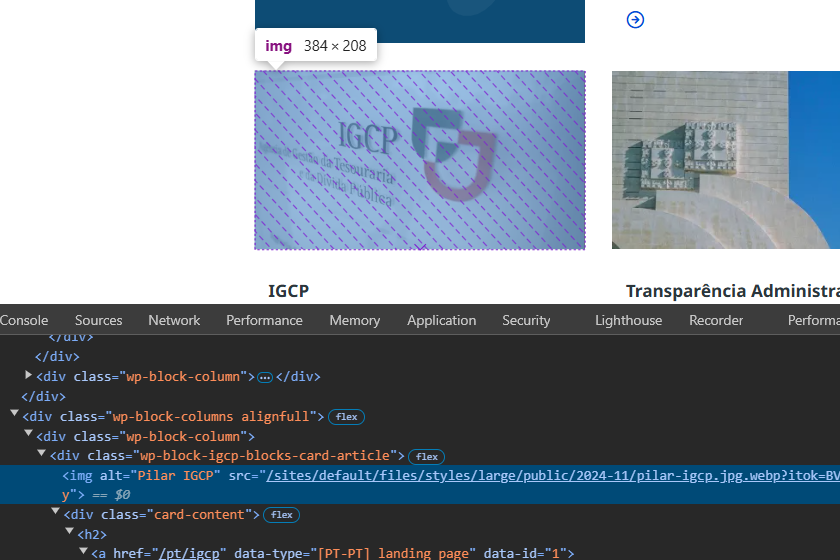 img 384 × 208
IGCP
da Tesouraria
e da Dívida Pública
IGCP
Transparência Administra
Console Sources Network Performance Memory Application Security Lighthouse Recorder Performa
</div>
</div>
<div class="wp-block-column"> ••• </div>
</div>
<div class="wp-block-columns alignfull"> flex
<div class="wp-block-column">
<div class="wp-block-igcp-blocks-card-article"> flex
<img alt="Pilar IGCP" src="/sites/default/files/styles/large/public/2024-11/pilar-igcp.jpg.webp?itok=BV
y"> == $0
<div class="card-content"> flex
<h2>
<a href="/pt/igcp" data-type="[PT-PT] landing page" data-id="1">